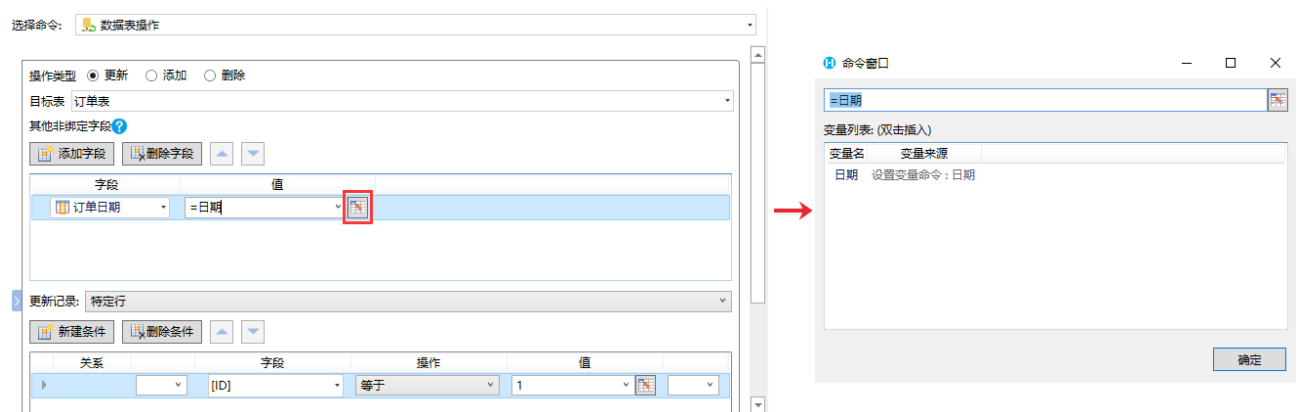 选择命令: 数据表操作
操作类型 更新 添加 删除
目标表 订单表
其他非绑定字段?
添加字段 删除字段
字段 值
订单日期 =日期
更新记录: 特定行
新建条件 删除条件
关系 字段 操作 值
[ID] 等于 1
命令窗口
=日期
变量列表: (双击插入)
变量名 变量来源
日期 设置变量命令 : 日期
确定